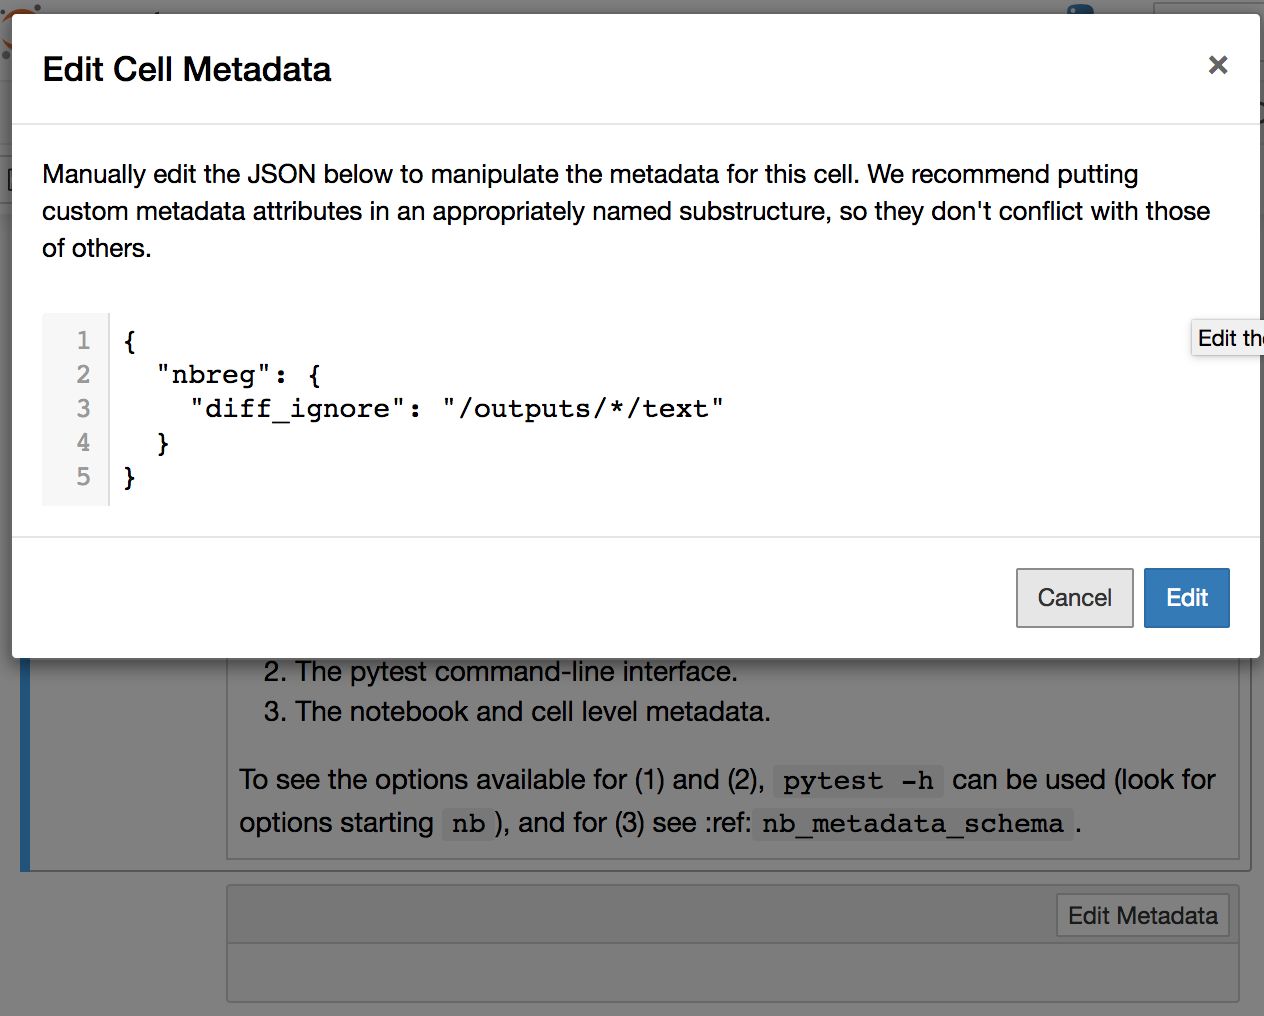 Edit Cell Metadata
×
Manually edit the JSON below to manipulate the metadata for this cell. We recommend putting
custom metadata attributes in an appropriately named substructure, so they don't conflict with those
of others.
1 {
2   "nbreg": {
3     "diff_ignore": "/outputs/*/text"
4   }
5 }
Edit
Cancel
Edit
2. The pytest command-line interface.
3. The notebook and cell level metadata.
To see the options available for (1) and (2), pytest -h can be used (look for
options starting nb ), and for (3) see :ref: nb_metadata_schema .
Edit Metadata